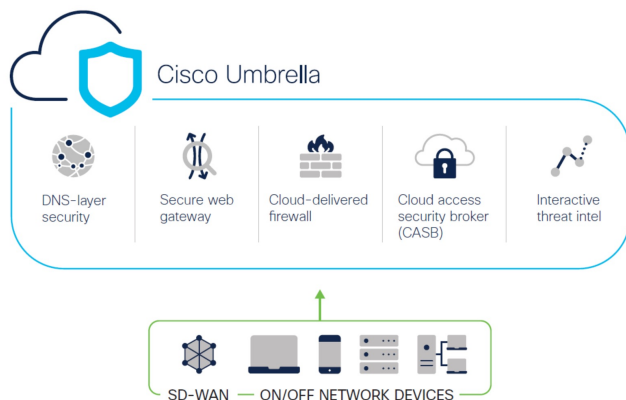 Cisco Umbrella
DNS-layer
security
Secure web
gateway
Cloud-delivered
firewall
Cloud access
security broker
(CASB)
Interactive
threat intel
SD-WAN
ON/OFF NETWORK DEVICES